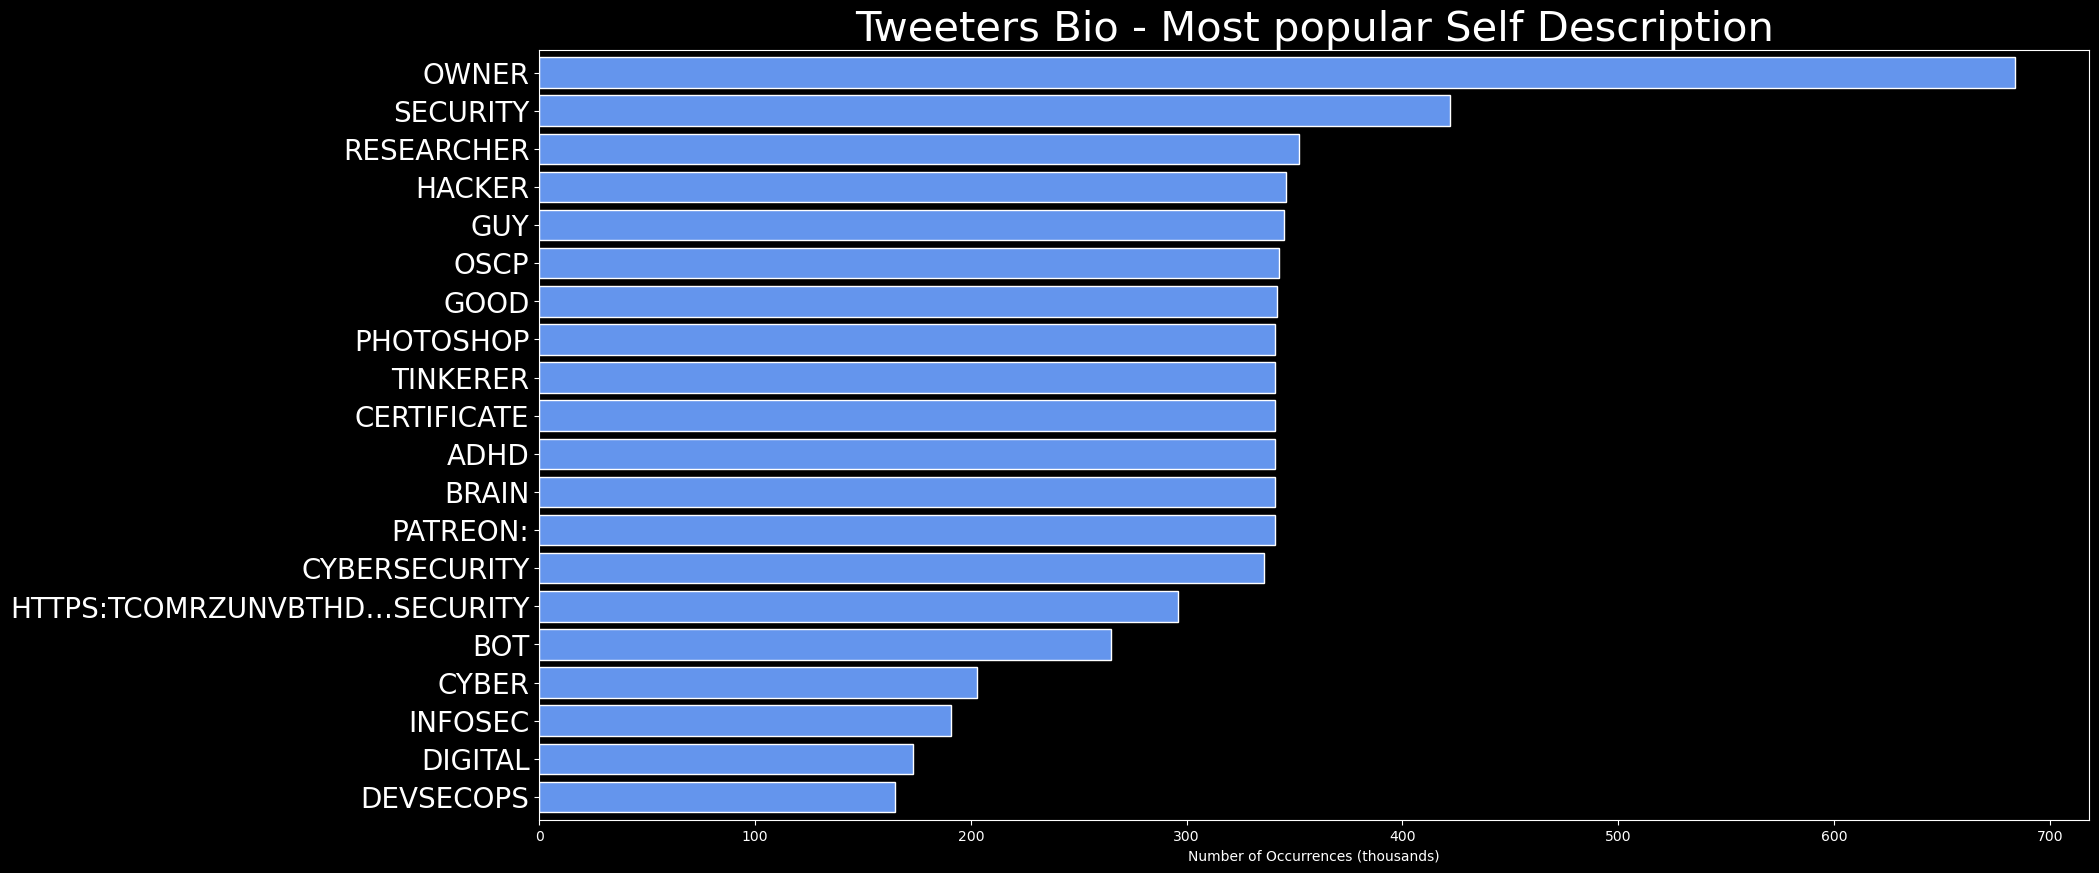 Tweeters Bio - Most popular Self Description
OWNER
SECURITY
RESEARCHER
HACKER
GUY
OSCP
GOOD
PHOTOSHOP
TINKERER
CERTIFICATE
ADHD
BRAIN
PATREON:
CYBERSECURITY
HTTPS:TCOMRZUNVBTHD…SECURITY
BOT
CYBER
INFOSEC
DIGITAL
DEVSECOPS
0 100 200 300 400 500 600 700
Number of Occurrences (thousands)